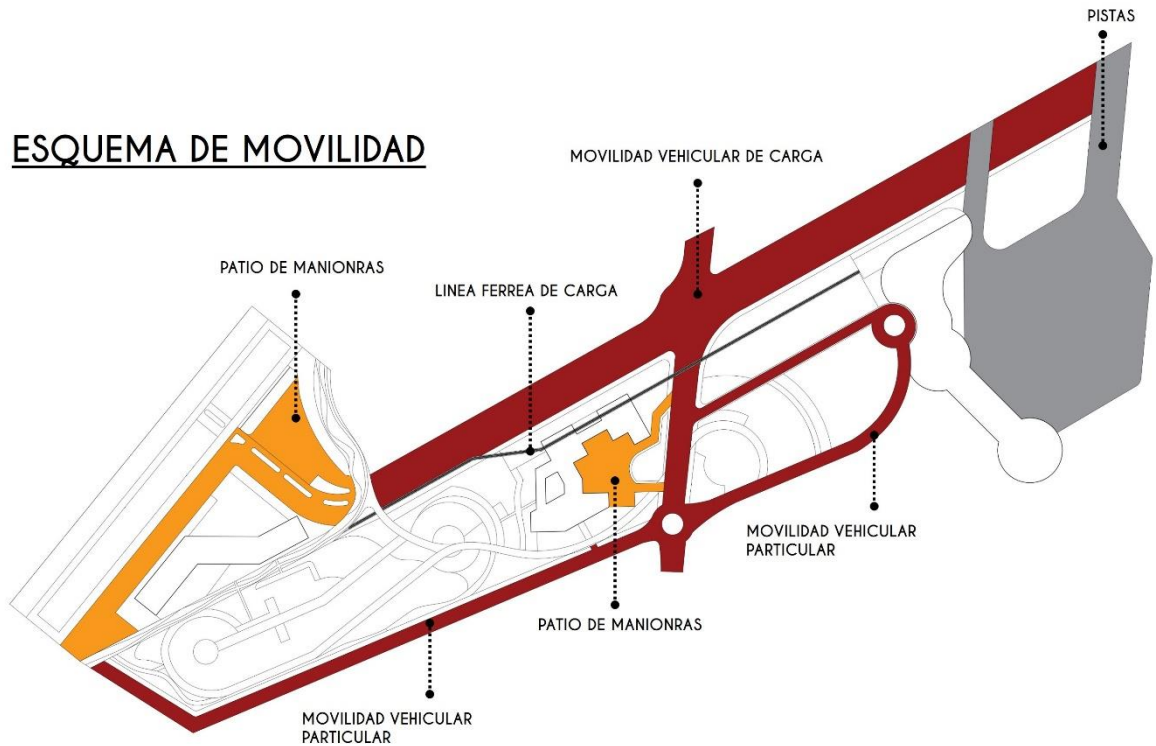 PISTAS
ESQUEMA DE MOVILIDAD
MOVILIDAD VEHICULAR DE CARGA
PATIO DE MANIONRAS
LINEA FERREA DE CARGA
MOVILIDAD VEHICULAR
PARTICULAR
PATIO DE MANIONRAS
MOVILIDAD VEHICULAR
PARTICULAR